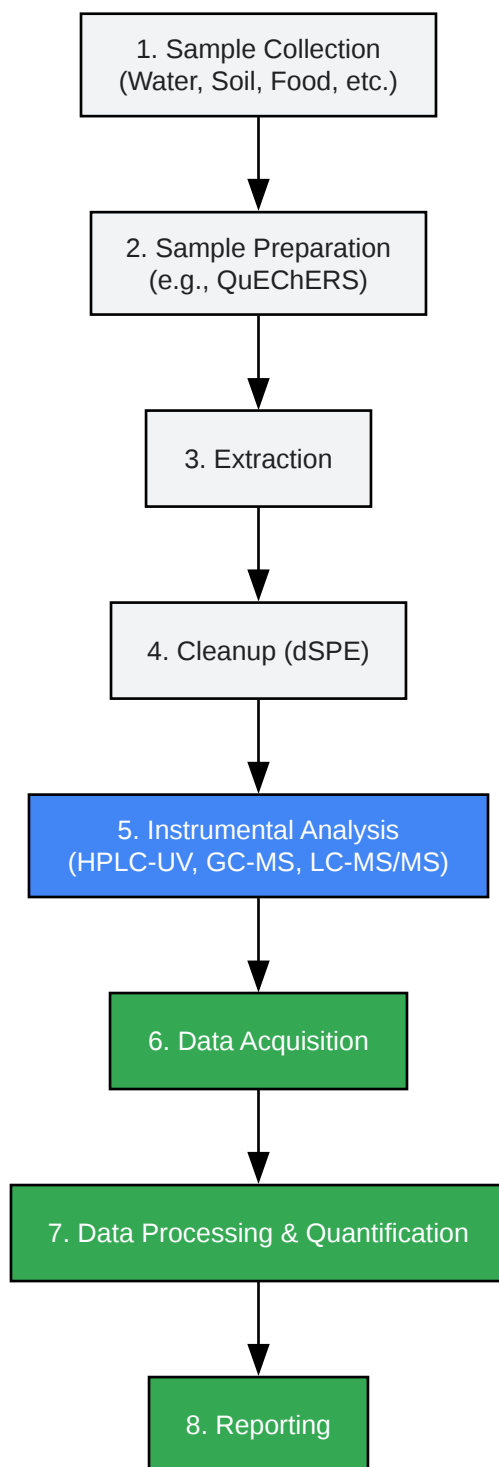 1. Sample Collection
(Water, Soil, Food, etc.)
2. Sample Preparation
(e.g., QuEChERS)
3. Extraction
4. Cleanup (dSPE)
5. Instrumental Analysis
(HPLC-UV, GC-MS, LC-MS/MS)
6. Data Acquisition
7. Data Processing & Quantification
8. Reporting